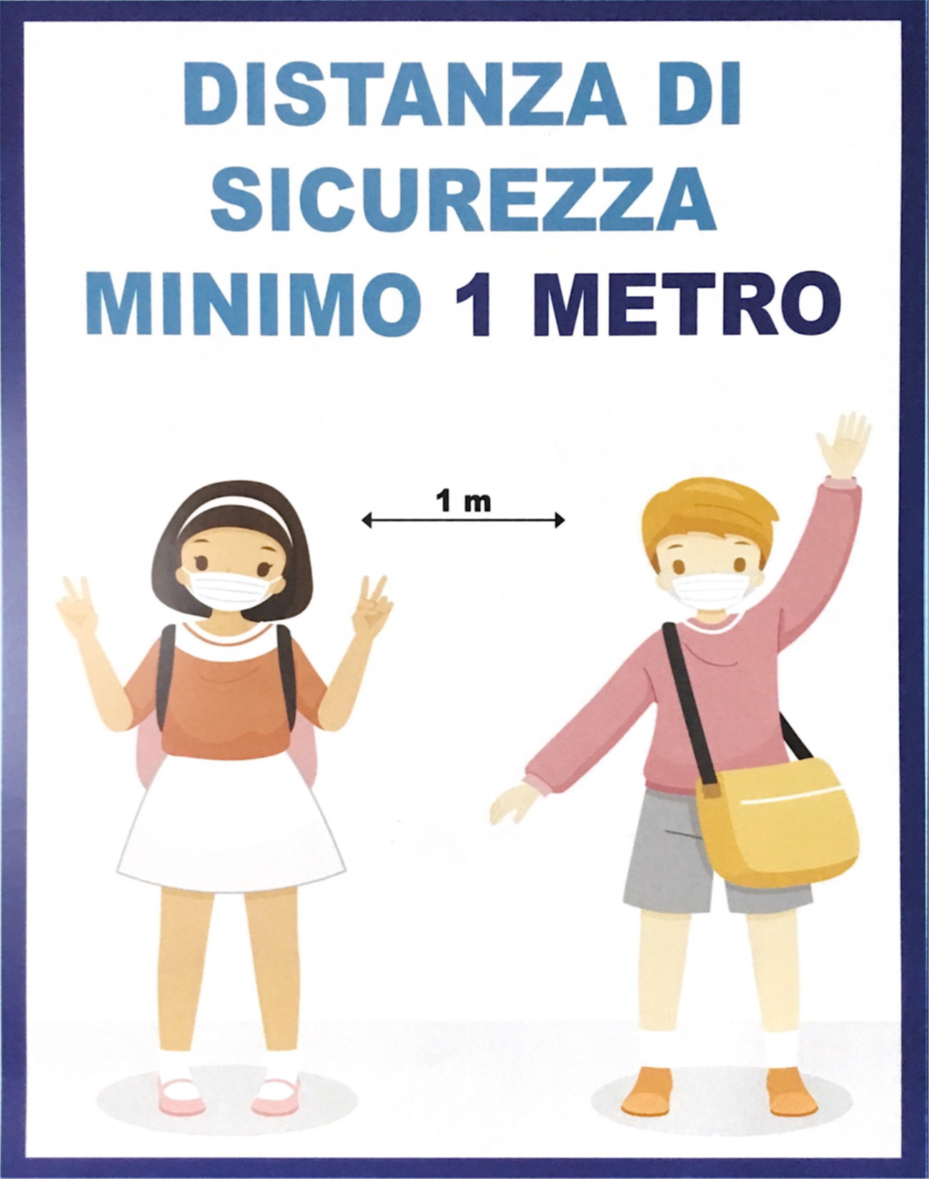 DISTANZA DI
SICUREZZA
MINIMO 1 METRO
1 m